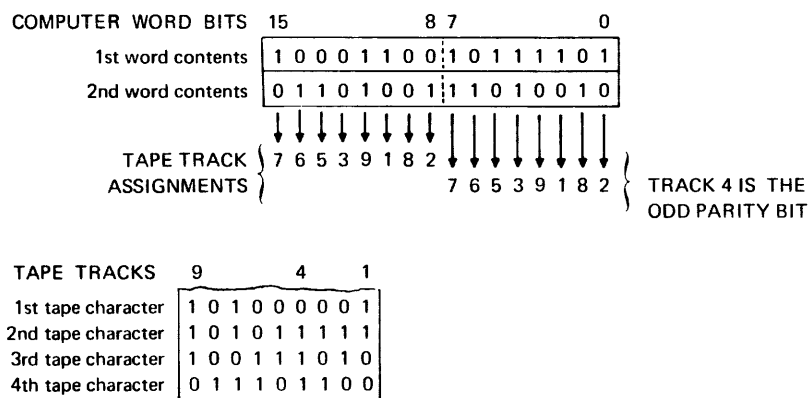 COMPUTER WORD BITS 15 8 7 0
1st word contents 1 0 0 0 1 1 0 0 1 0 1 1 1 1 0 1
2nd word contents 0 1 1 0 1 0 0 1 1 1 0 1 0 0 1 0
TAPE TRACK 7 6 5 3 9 1 8 2
ASSIGNMENTS 7 6 5 3 9 1 8 2 TRACK 4 IS THE
ODD PARITY BIT
TAPE TRACKS 9 4 1
1st tape character 1 0 1 0 0 0 0 0 1
2nd tape character 1 0 1 0 1 1 1 1 1
3rd tape character 1 0 0 1 1 1 0 1 0
4th tape character 0 1 1 1 0 1 1 0 0